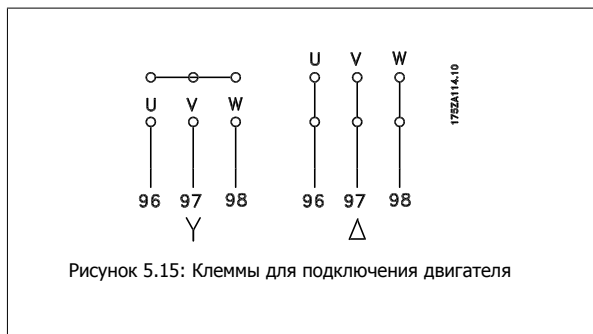 U V W
U V W
175ZA114.10
96 97 98
96 97 98
Y Δ
Рисунок 5.15: Клеммы для подключения двигателя